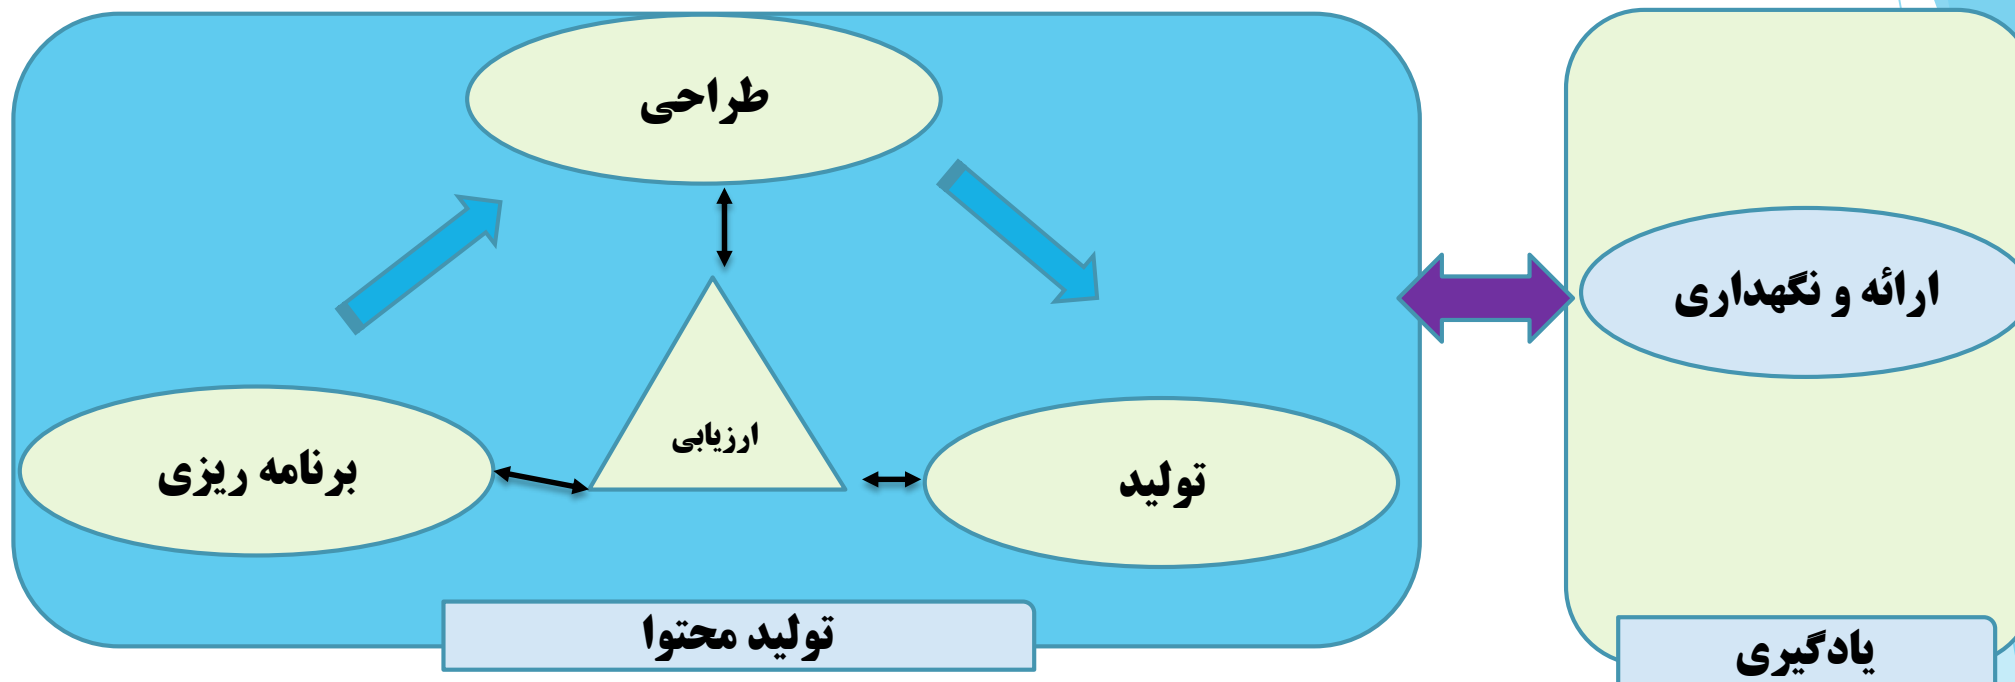 طراحی
ارائه و نگهداری
ارزیابی
برنامه ریزی
تولید
تولید محتوا
یادگیری